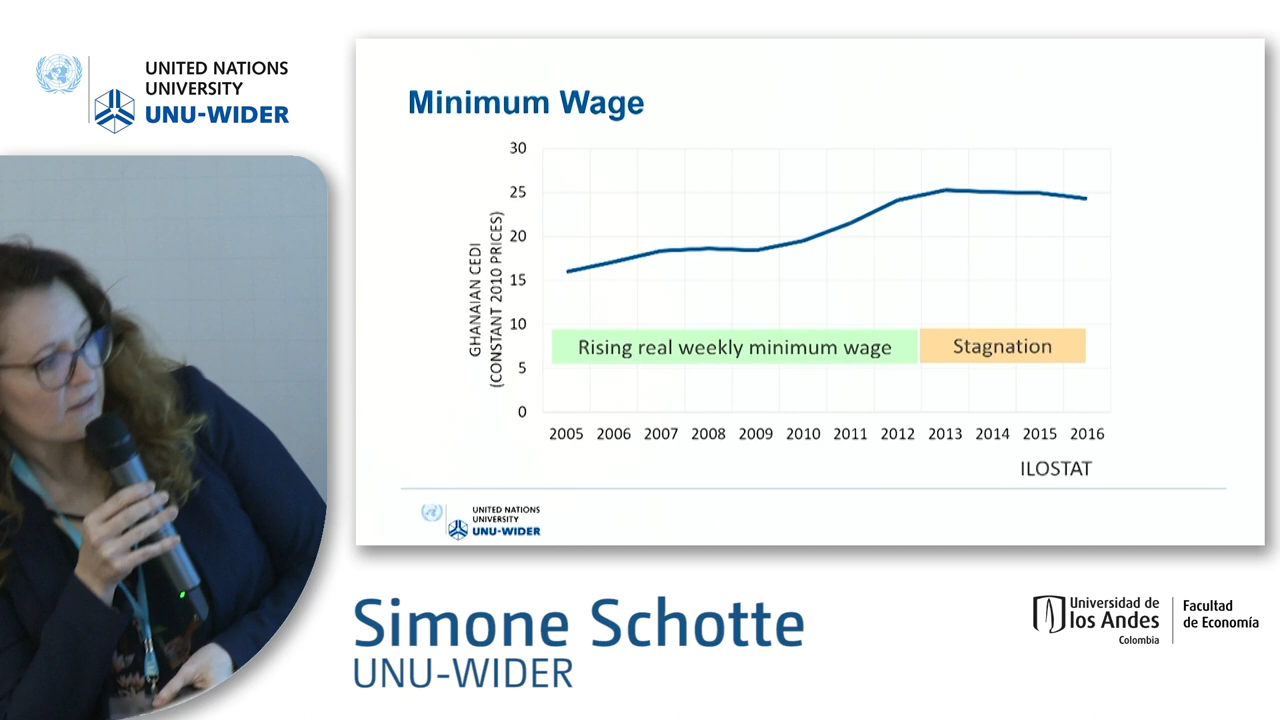 UNITED NATIONS
UNIVERSITY
UNU-WIDER
Minimum Wage
30
25
20
15
10
5
0
GHANAIAN CEDI
(CONSTANT 2010 PRICES)
Rising real weekly minimum wage
Stagnation
2005 2006 2007 2008 2009 2010 2011 2012 2013 2014 2015 2016
ILOSTAT
UNITED NATIONS
UNIVERSITY
UNU-WIDER
Simone Schotte
UNU-WIDER
Universidad de
los Andes
Colombia
Facultad
de Economía